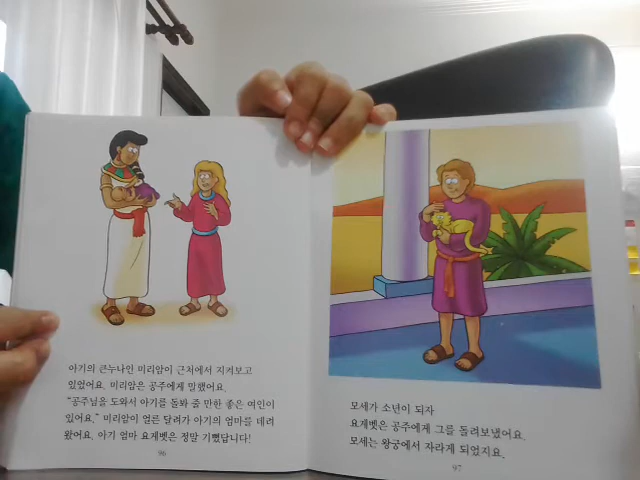 아기의 큰누나인 미리암이 근처에서 지켜보고
있었어요. 미리암은 공주에게 말했어요.
"공주님을 도와서 아기를 돌봐 줄 만한 좋은 여인이
있어요." 미리암이 얼른 달려가 아기의 엄마를 데려
왔어요. 아기 엄마 요게벳은 정말 기뻤답니다!
96
모세가 소년이 되자
요게벳은 공주에게 그를 돌려보냈어요.
모세는 왕궁에서 자라게 되었지요.
97